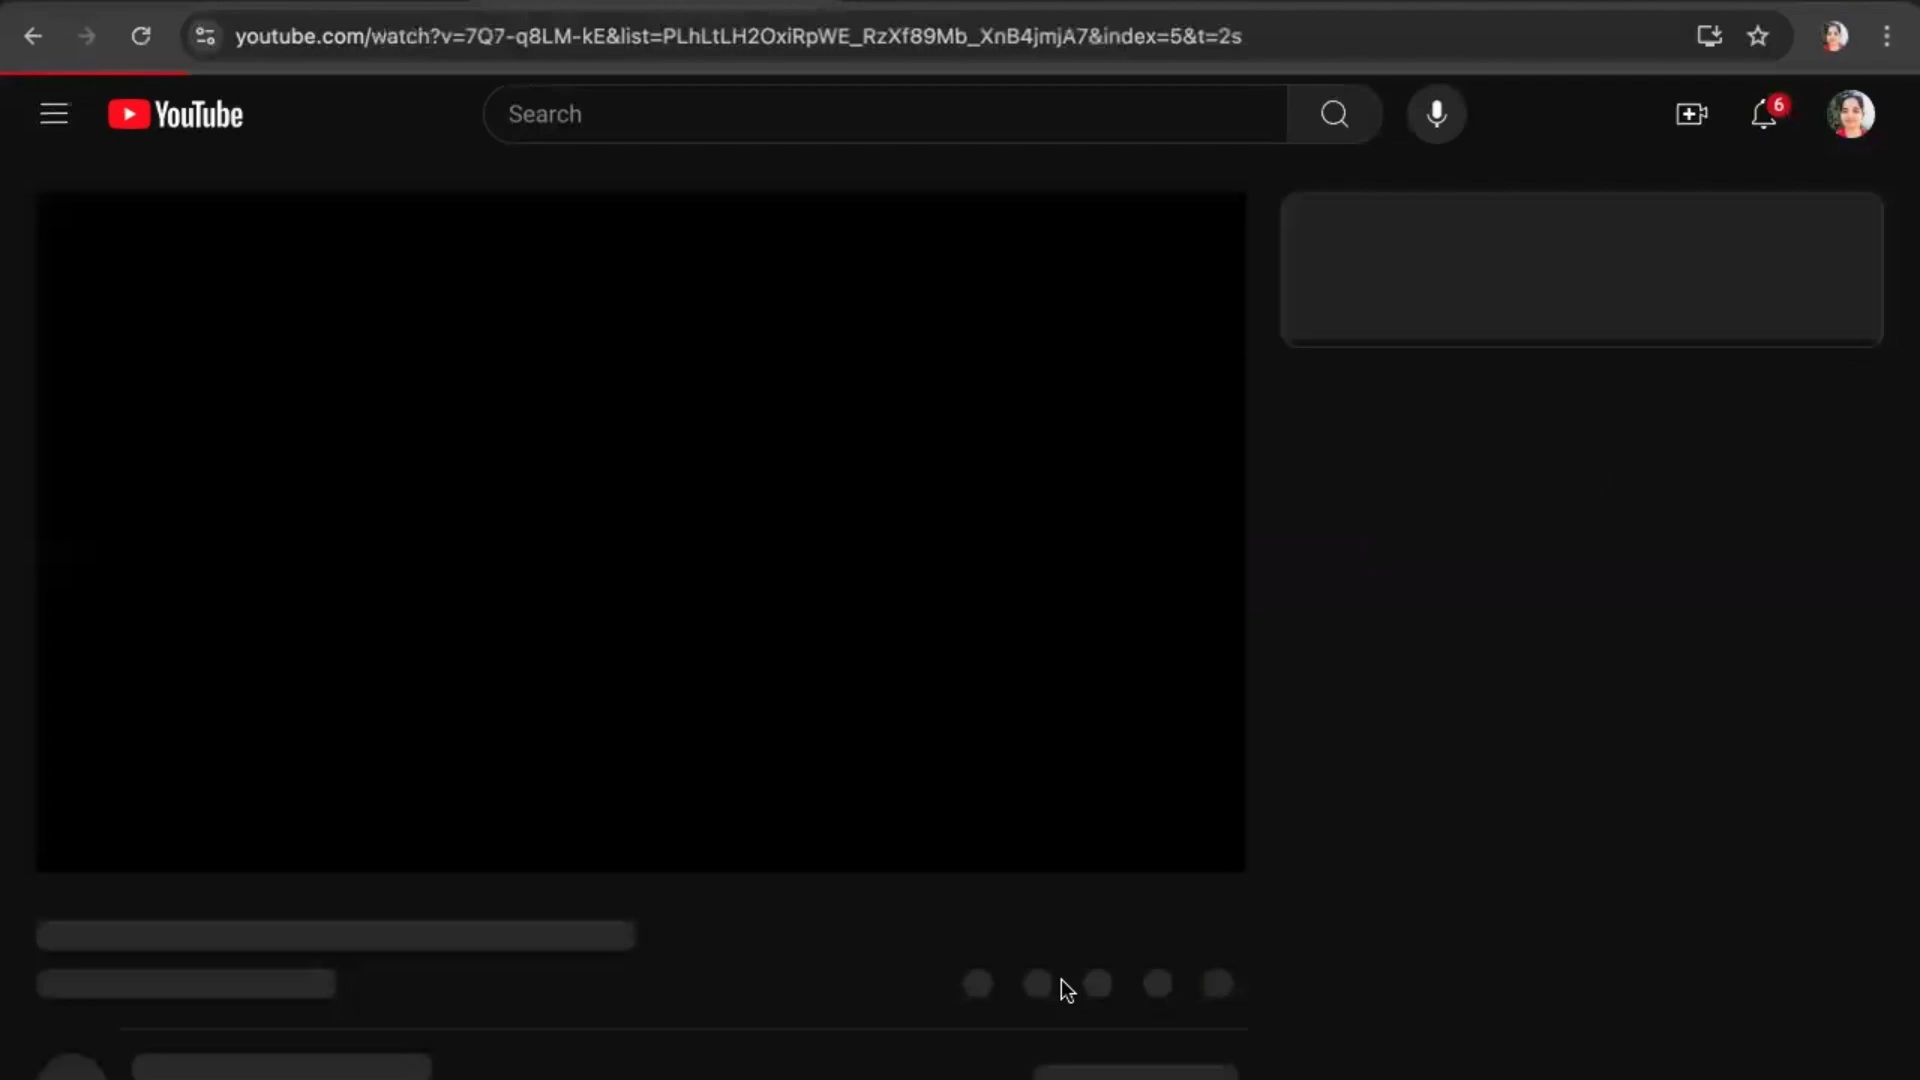 youtube.com/watch?v=7Q7-q8LM-kE&list=PLhLtLH2OxiRpWE_RzXf89Mb_XnB4jmjA7&index=5&t=2s
YouTube
Search
6